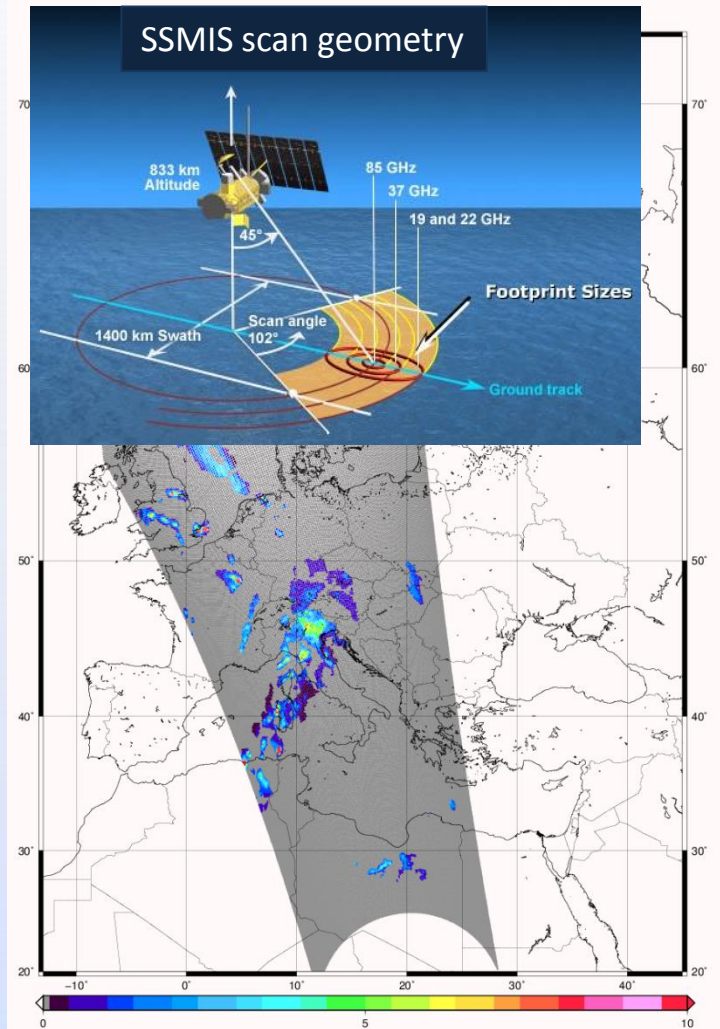 SSMIS scan geometry
833 km
Altitude
85 GHz
37 GHz
19 and 22 GHz
45°
Footprint Sizes
1400 km Swath
Scan angle
102°
Ground track
70°
70°
60°
60°
50°
50°
40°
40°
30°
30°
20°
20°
−10°
0°
10°
20°
30°
40°
0
5
10